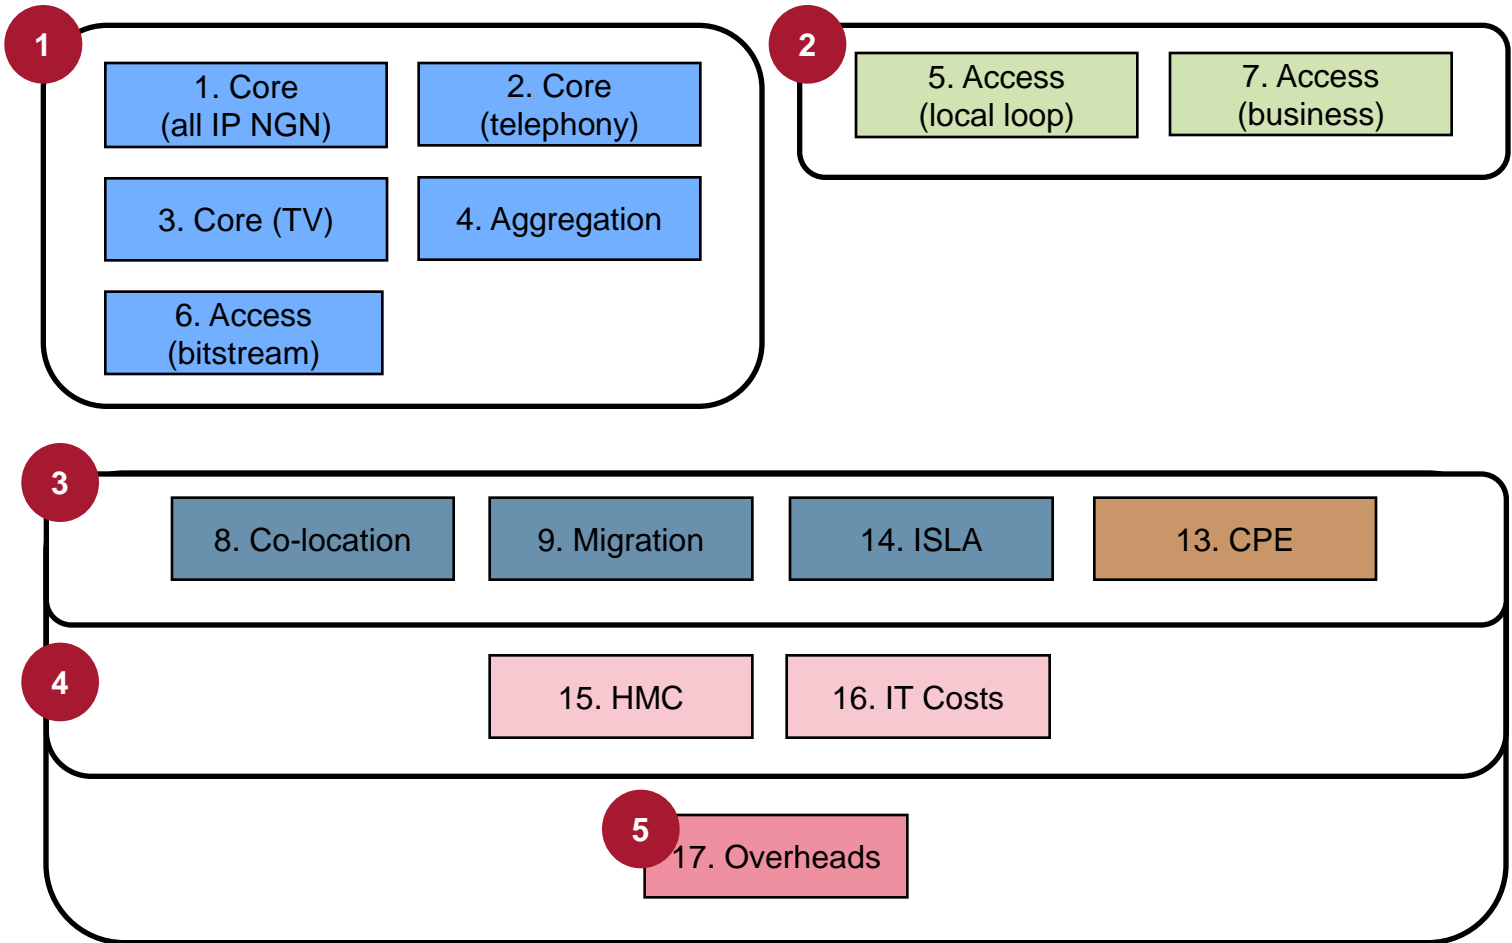 1
1. Core
(all IP NGN)
2. Core
(telephony)
3. Core (TV)
4. Aggregation
6. Access
(bitstream)
2
5. Access
(local loop)
7. Access
(business)
3
8. Co-location
9. Migration
14. ISLA
13. CPE
4
15. HMC
16. IT Costs
5
17. Overheads